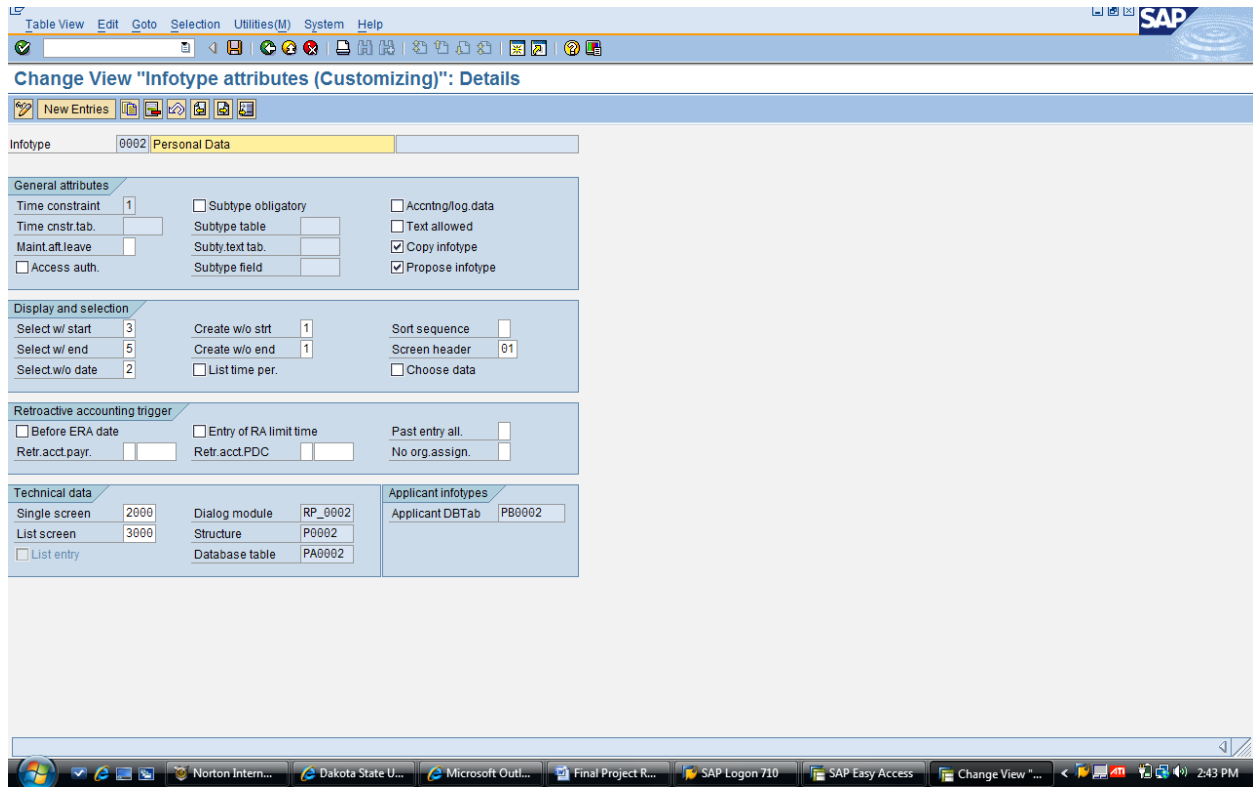 Table View Edit Goto Selection Utilities(M) System Help
SAP
Change View "Infotype attributes (Customizing)": Details
New Entries
Infotype 0002 Personal Data
General attributes
Time constraint 1 Subtype obligatory Accntng/log.data
Time cnstr.tab. Subtype table Text allowed
Maint.aft.leave Subty.text tab. Copy infotype
Access auth. Subtype field Propose infotype
Display and selection
Select w/ start 3 Create w/o strt 1 Sort sequence
Select w/ end 5 Create w/o end 1 Screen header 01
Select.w/o date 2 List time per. Choose data
Retroactive accounting trigger
Before ERA date Entry of RA limit time Past entry all.
Retr.acct.payr. Retr.acct.PDC No org.assign.
Technical data Applicant infotypes
Single screen 2000 Dialog module RP_0002 Applicant DBTab PB0002
List screen 3000 Structure P0002
List entry Database table PA0002
Norton Intern... Dakota State U... Microsoft Outl... Final Project R... SAP Logon 710 SAP Easy Access Change View "... ATI 2:43 PM